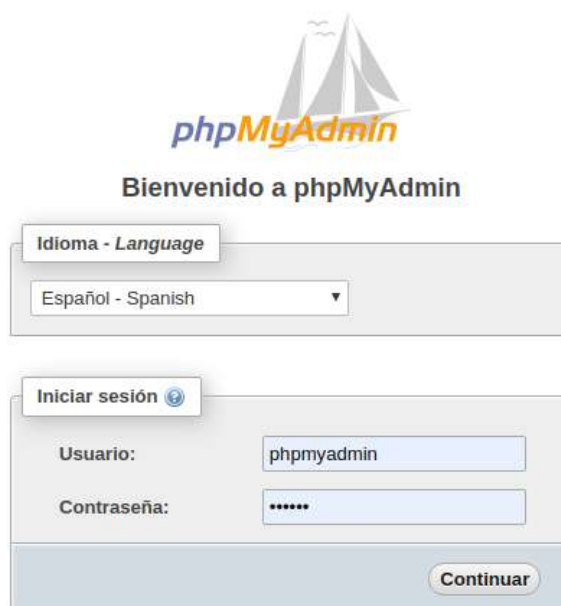 phpMyAdmin
Bienvenido a phpMyAdmin
Idioma - Language
Español - Spanish
Iniciar sesión
Usuario: phpmyadmin
Contraseña: ••••••
Continuar